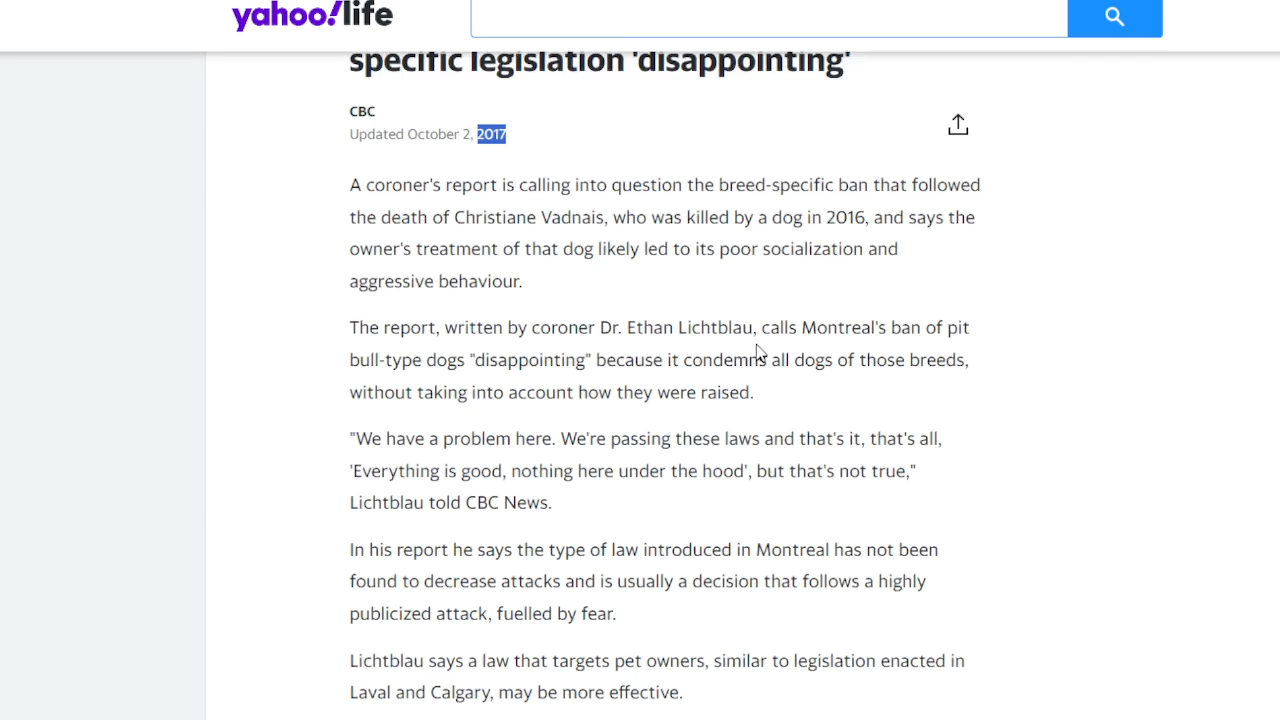 yahoo!life
specific legislation 'disappointing'
CBC
Updated October 2, 2017
A coroner's report is calling into question the breed-specific ban that followed
the death of Christiane Vadnais, who was killed by a dog in 2016, and says the
owner's treatment of that dog likely led to its poor socialization and
aggressive behaviour.
The report, written by coroner Dr. Ethan Lichtblau, calls Montreal's ban of pit
bull-type dogs "disappointing" because it condemns all dogs of those breeds,
without taking into account how they were raised.
"We have a problem here. We're passing these laws and that's it, that's all,
'Everything is good, nothing here under the hood', but that's not true,"
Lichtblau told CBC News.
In his report he says the type of law introduced in Montreal has not been
found to decrease attacks and is usually a decision that follows a highly
publicized attack, fuelled by fear.
Lichtblau says a law that targets pet owners, similar to legislation enacted in
Laval and Calgary, may be more effective.